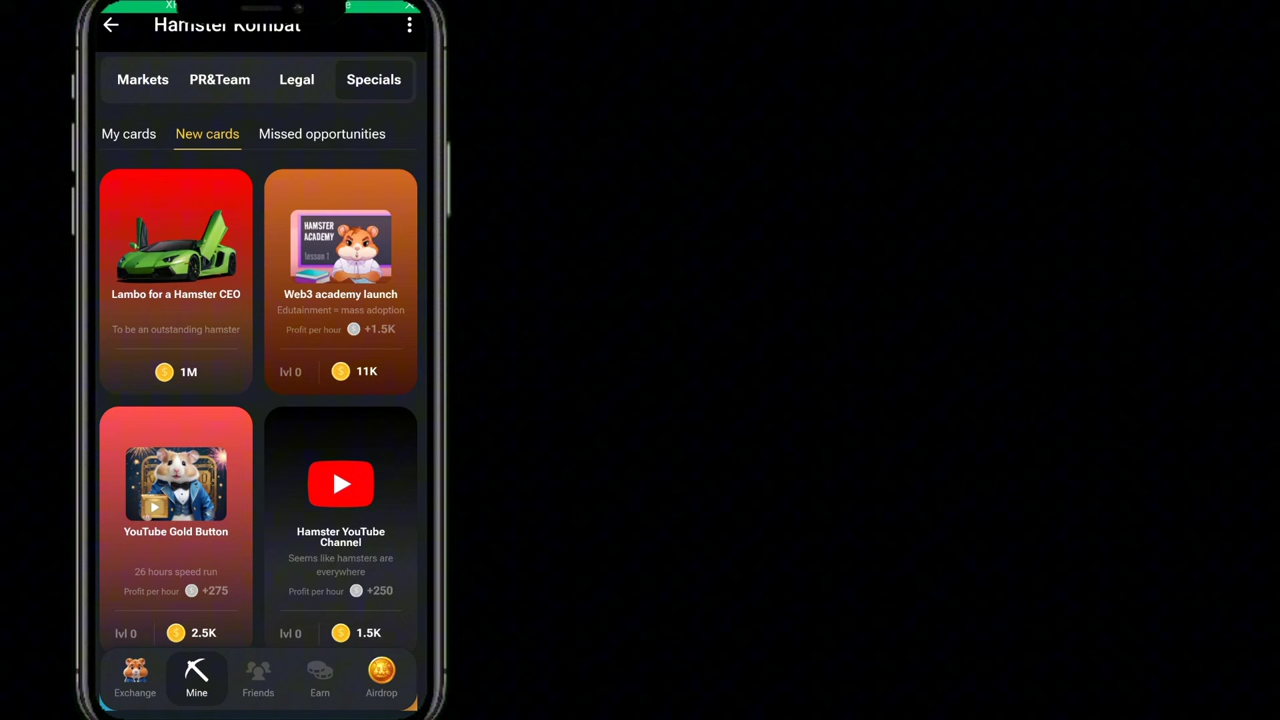 Hamster Kombat
Markets PR&Team Legal Specials
My cards New cards Missed opportunities
Lambo for a Hamster CEO
To be an outstanding hamster
1M
HAMSTER
ACADEMY
lesson 1
Web3 academy launch
Edutainment = mass adoption
Profit per hour +1.5K
lvl 0 11K
YouTube Gold Button
26 hours speed run
Profit per hour +275
lvl 0 2.5K
Hamster YouTube
Channel
Seems like hamsters are
everywhere
Profit per hour +250
lvl 0 1.5K
Exchange Mine Friends Earn Airdrop